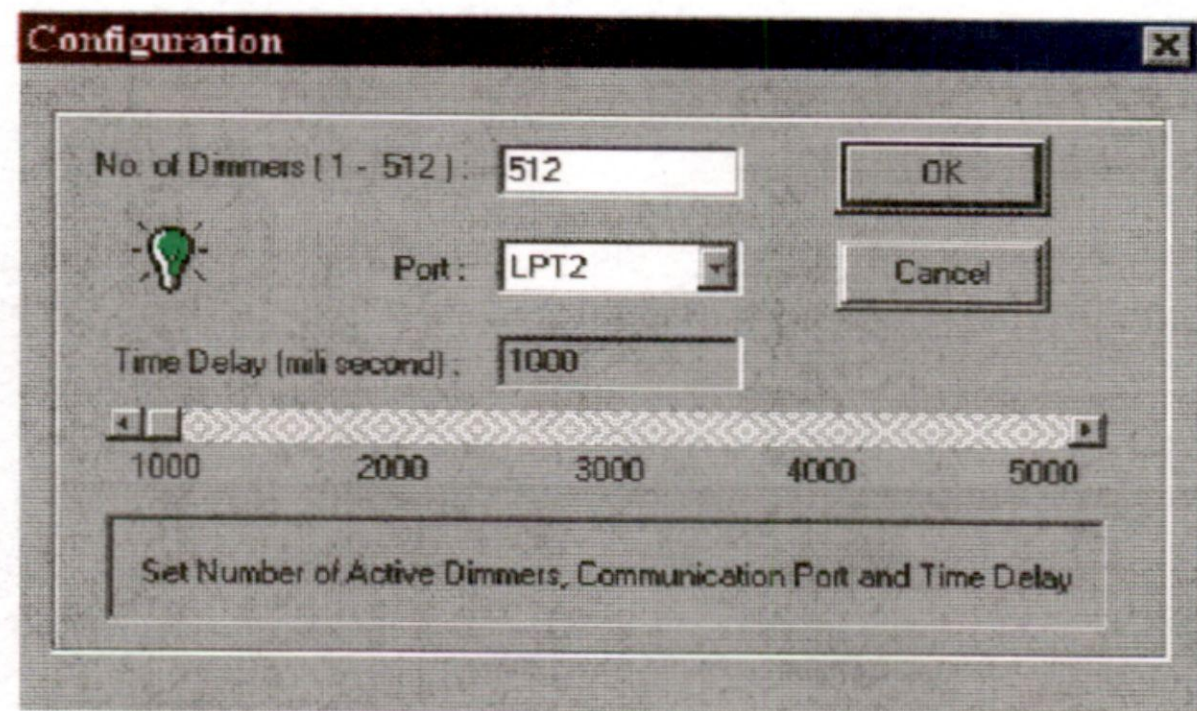 Configuration
No. of Dimmers ( 1 - 512 ) : 512
OK
Port : LPT2
Cancel
Time Delay (mili second) : 1000
1000 2000 3000 4000 5000
Set Number of Active Dimmers, Communication Port and Time Delay